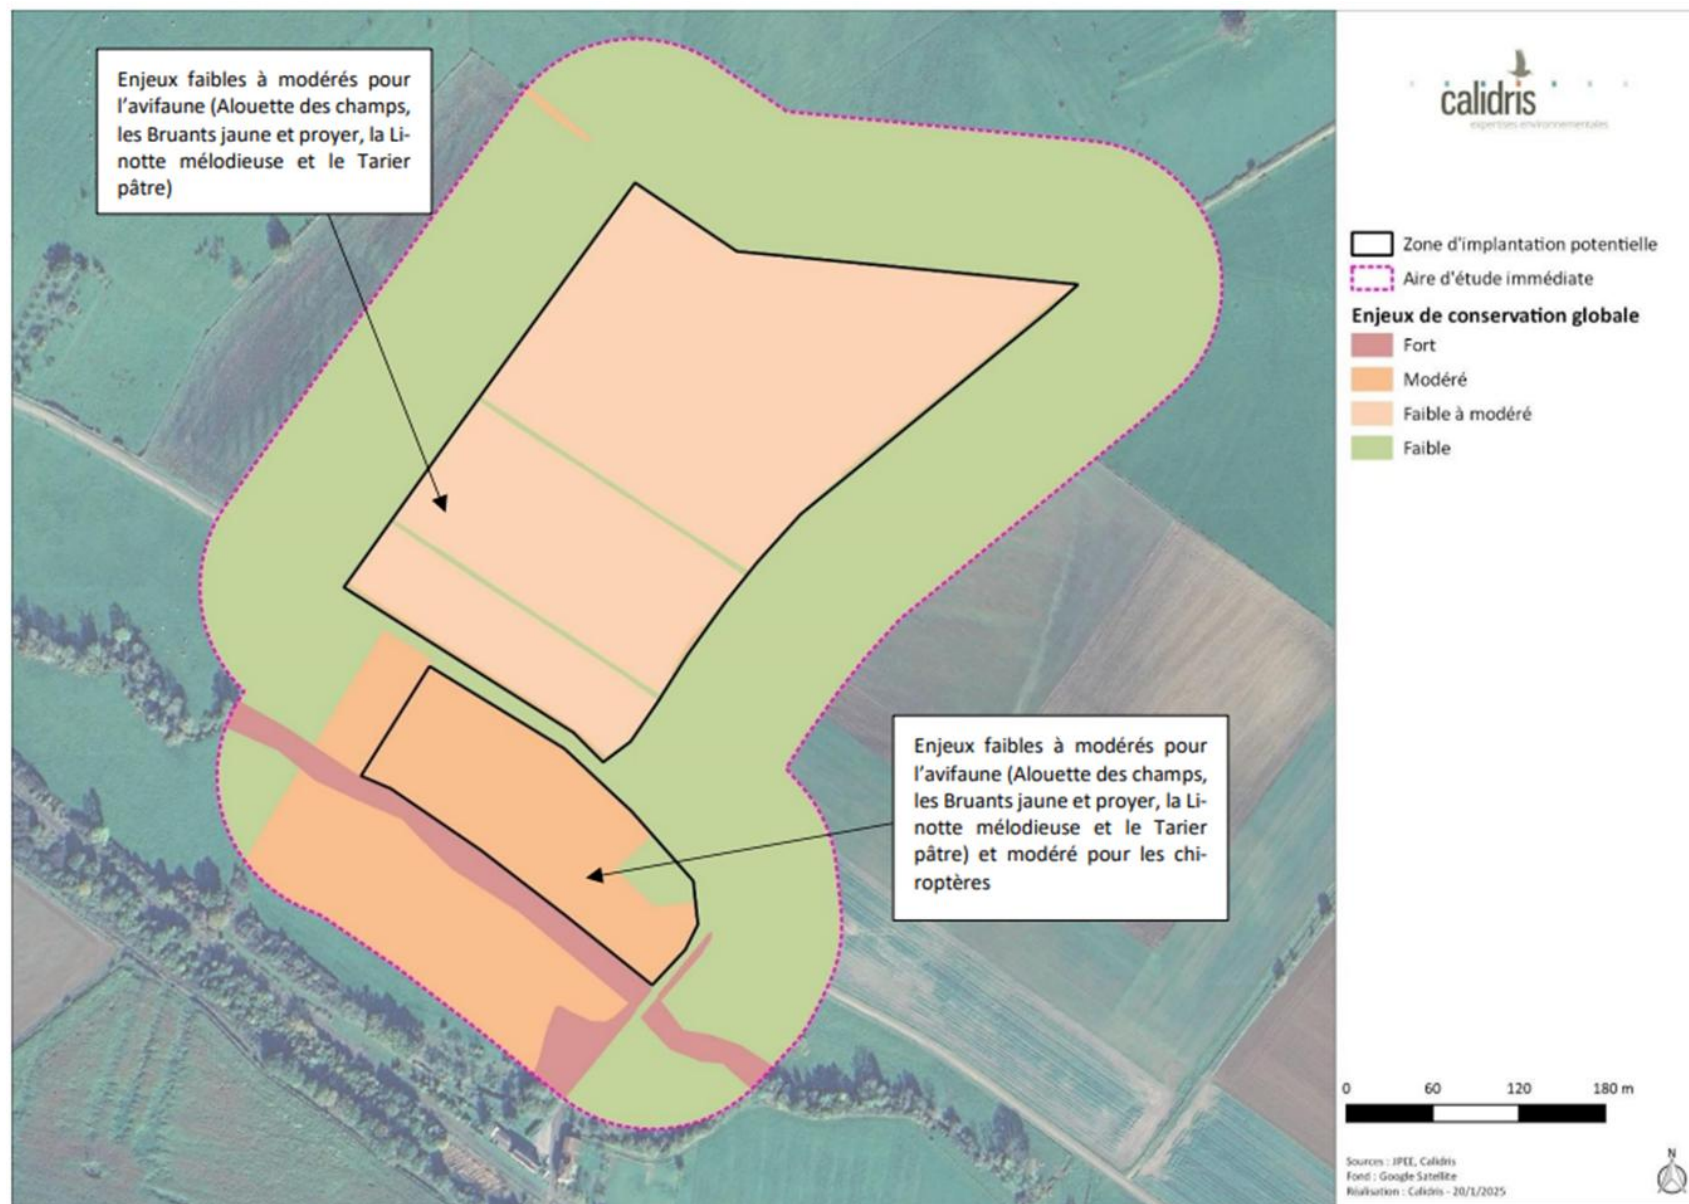 Enjeux faibles à modérés pour
l'avifaune (Alouette des champs,
les Bruants jaune et proyer, la Li-
notte mélodieuse et le Tarier
pâtre)
calidris
expertises environnementales
Zone d'implantation potentielle
Aire d'étude immédiate
Enjeux de conservation globale
Fort
Modéré
Faible à modéré
Faible
Enjeux faibles à modérés pour
l'avifaune (Alouette des champs,
les Bruants jaune et proyer, la Li-
notte mélodieuse et le Tarier
pâtre) et modéré pour les chi-
roptères
0 60 120 180 m
Sources : JPEE, Calidris
Fond : Google Satellite
Réalisation : Calidris - 20/1/2025
N